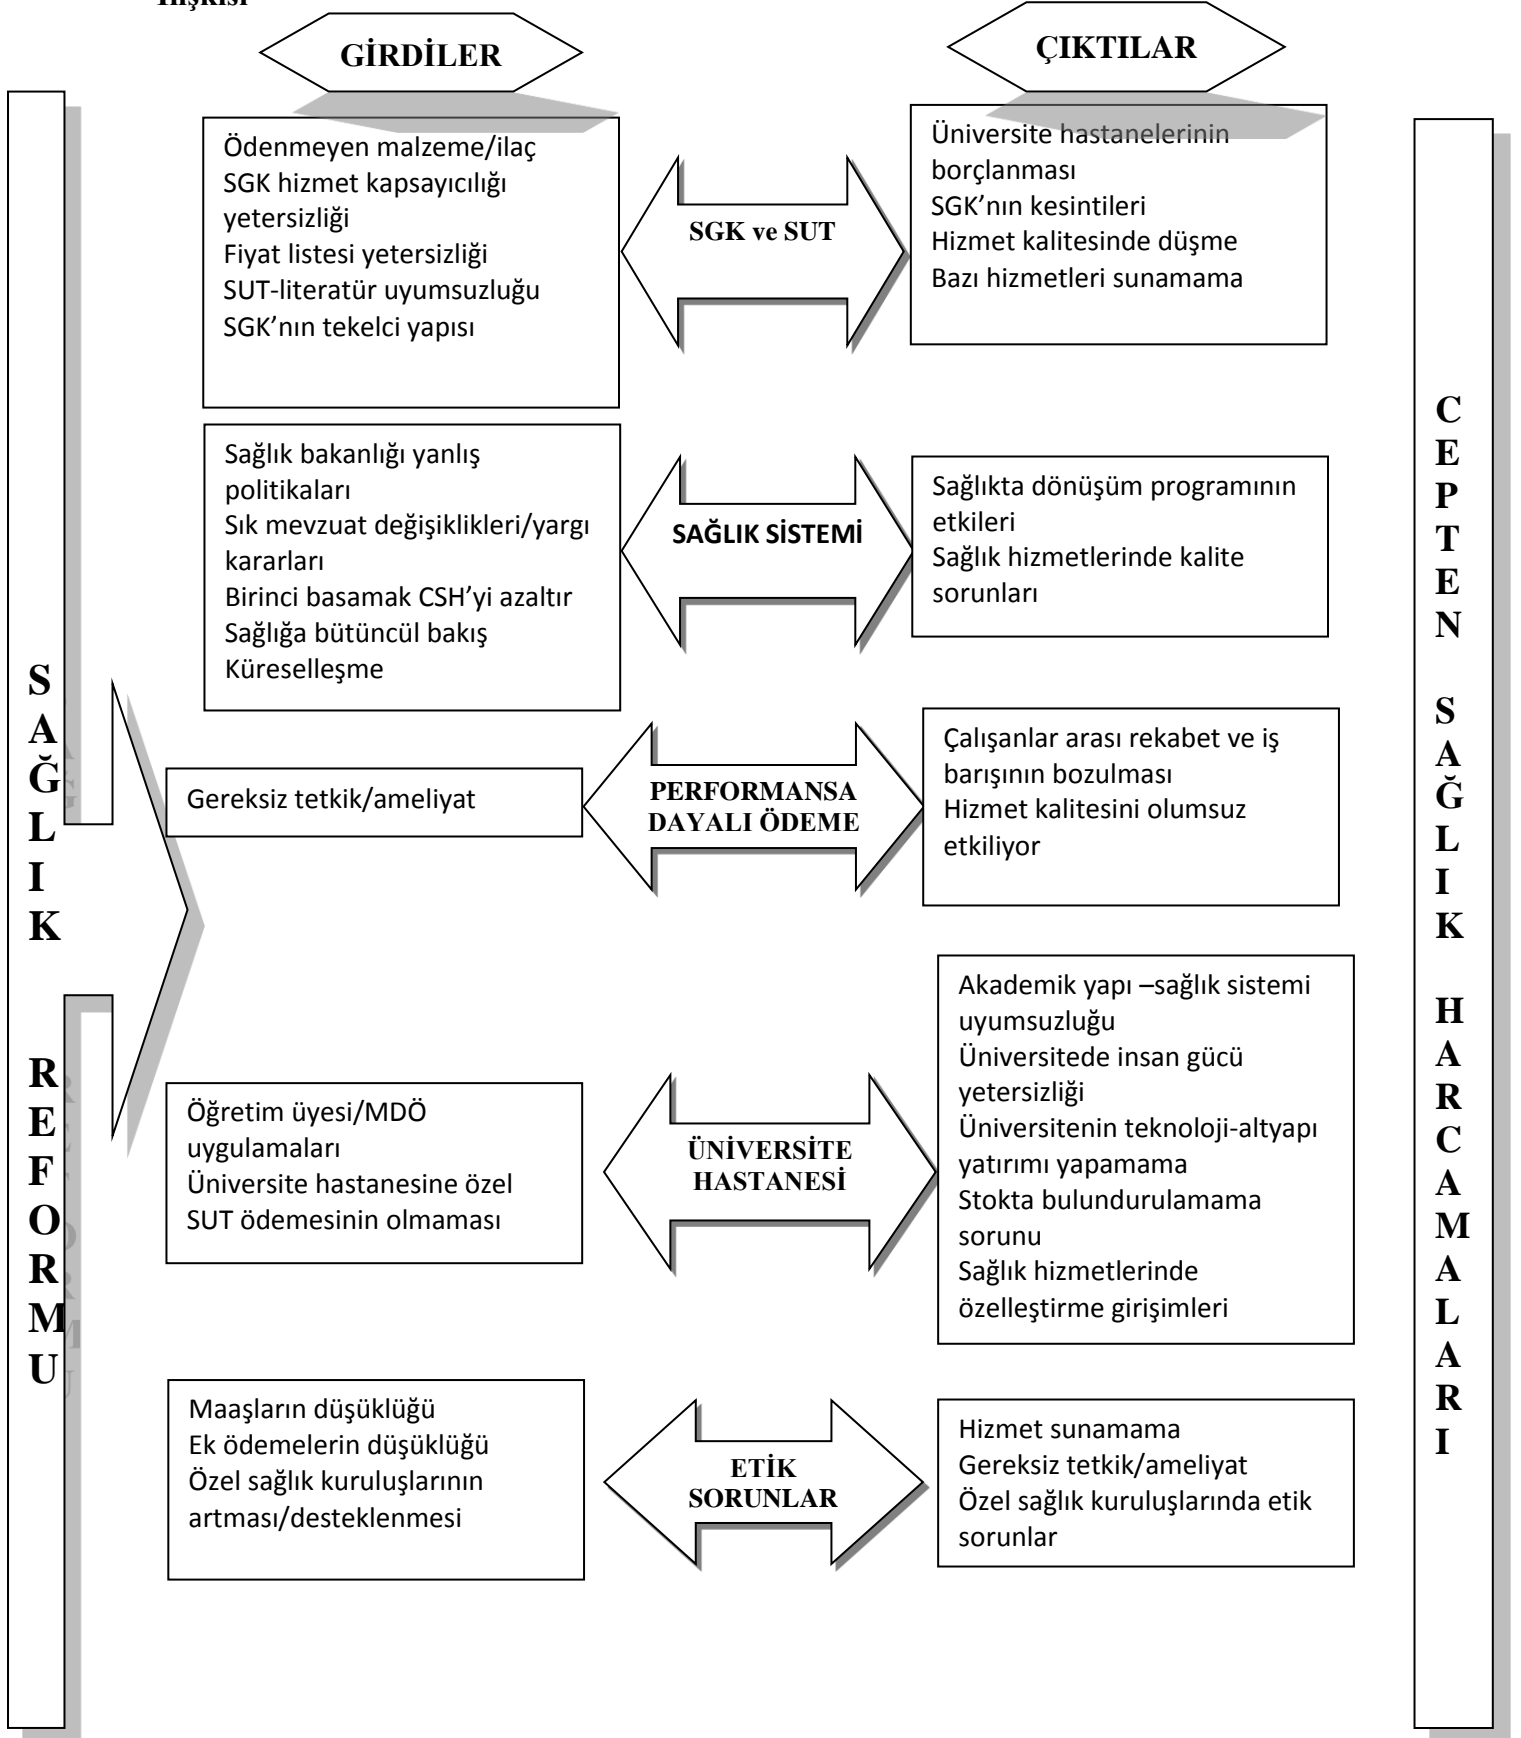 İlişkisi
GİRDİLER
ÇIKTILAR
SAĞLIK REFORMU
Ödenmeyen malzeme/ilaç
SGK hizmet kapsayıcılığı
yetersizliği
Fiyat listesi yetersizliği
SUT-literatür uyumsuzluğu
SGK’nın tekelci yapısı
SGK ve SUT
Üniversite hastanelerinin
borçlanması
SGK’nın kesintileri
Hizmet kalitesinde düşme
Bazı hizmetleri sunamama
Sağlık bakanlığı yanlış
politikaları
Sık mevzuat değişiklikleri/yargı
kararları
Birinci basamak CSH’yi azaltır
Sağlığa bütüncül bakış
Küreselleşme
SAĞLIK SİSTEMİ
Sağlıkta dönüşüm programının
etkileri
Sağlık hizmetlerinde kalite
sorunları
Gereksiz tetkik/ameliyat
PERFORMANSA
DAYALI ÖDEME
Çalışanlar arası rekabet ve iş
barışının bozulması
Hizmet kalitesini olumsuz
etkiliyor
Öğretim üyesi/MDÖ
uygulamaları
Üniversite hastanesine özel
SUT ödemesinin olmaması
ÜNİVERSİTE
HASTANESİ
Akademik yapı –sağlık sistemi
uyumsuzluğu
Üniversitede insan gücü
yetersizliği
Üniversitenin teknoloji-altyapı
yatırımı yapamama
Stokta bulundurulamama
sorunu
Sağlık hizmetlerinde
özelleştirme girişimleri
Maaşların düşüklüğü
Ek ödemelerin düşüklüğü
Özel sağlık kuruluşlarının
artması/desteklenmesi
ETİK
SORUNLAR
Hizmet sunamama
Gereksiz tetkik/ameliyat
Özel sağlık kuruluşlarında etik
sorunlar
CEPTEN SAĞLIK HARCAMALARI